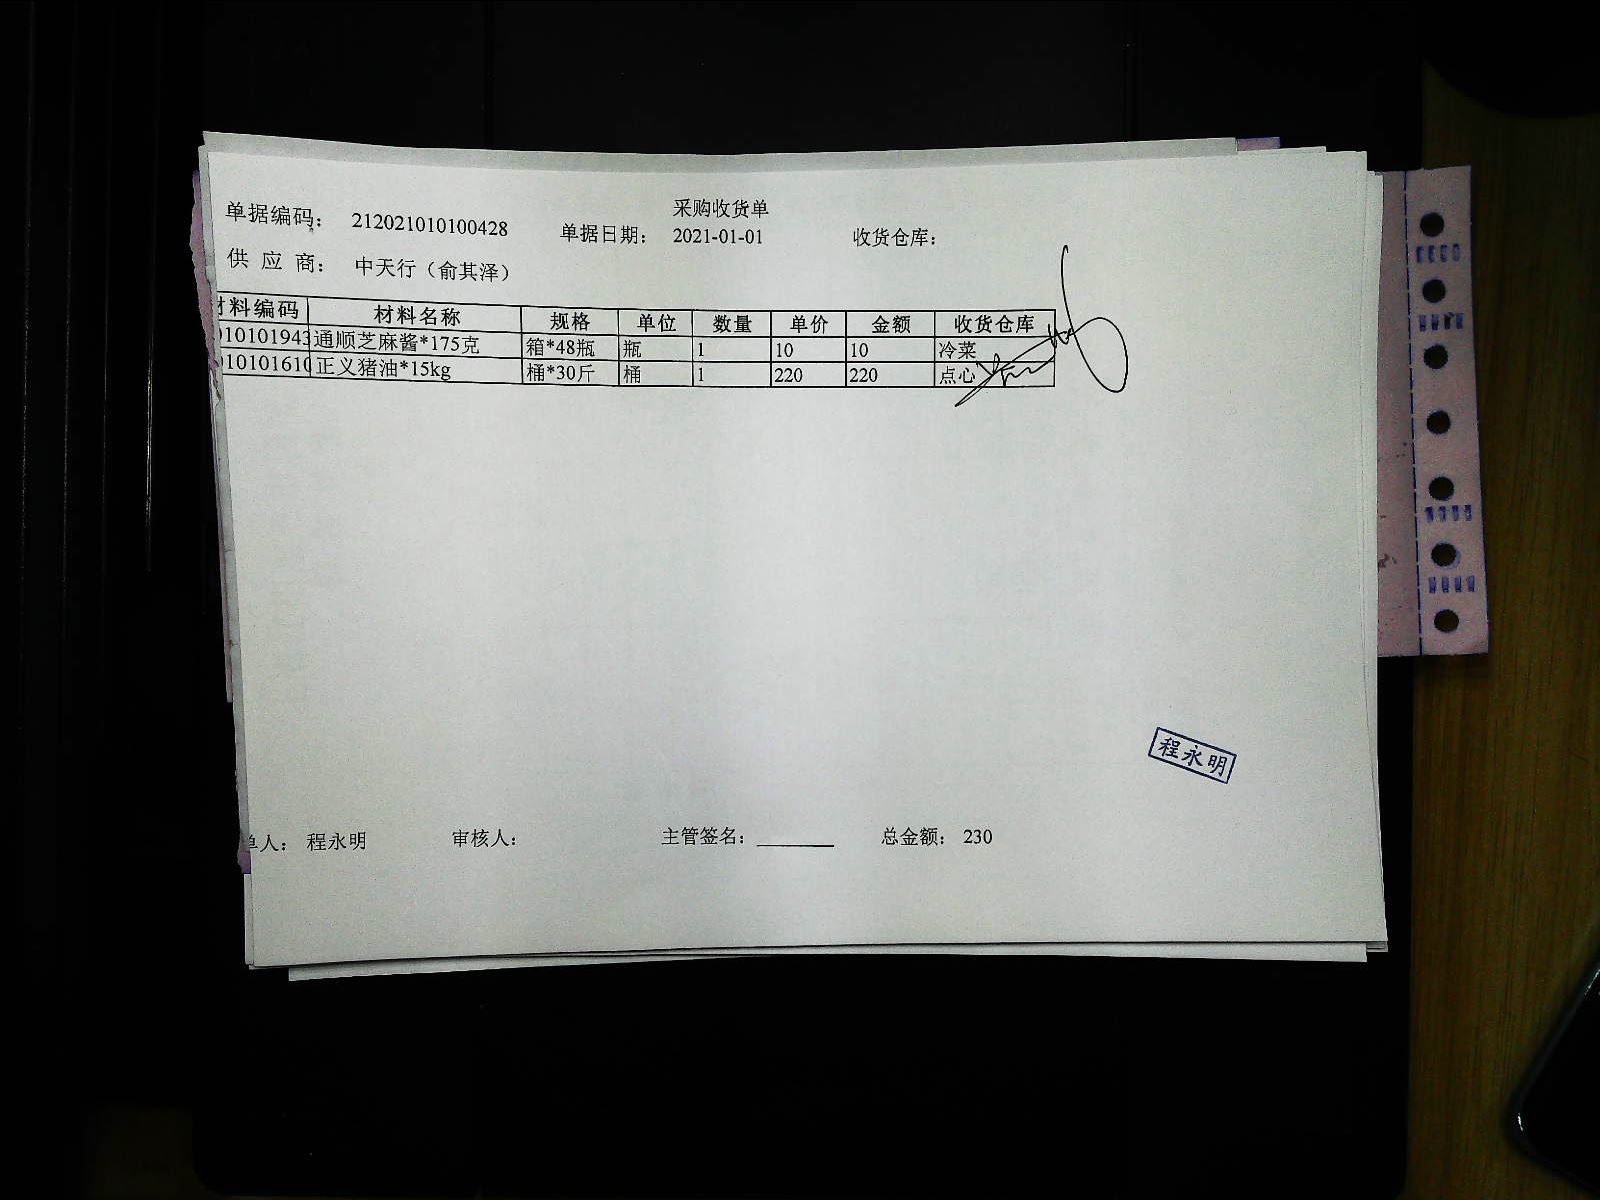 采购收货单
单据编码： 212021010100428 单据日期： 2021-01-01 收货仓库：
供 应 商： 中天行（俞其泽）
材料编码 材料名称 规格 单位 数量 单价 金额 收货仓库
010101943 通顺芝麻酱*175克 箱*48瓶 瓶 1 10 10 冷菜
010101610 正义猪油*15kg 桶*30斤 桶 1 220 220 点心
程永明
单人： 程永明 审核人： 主管签名： 总金额： 230